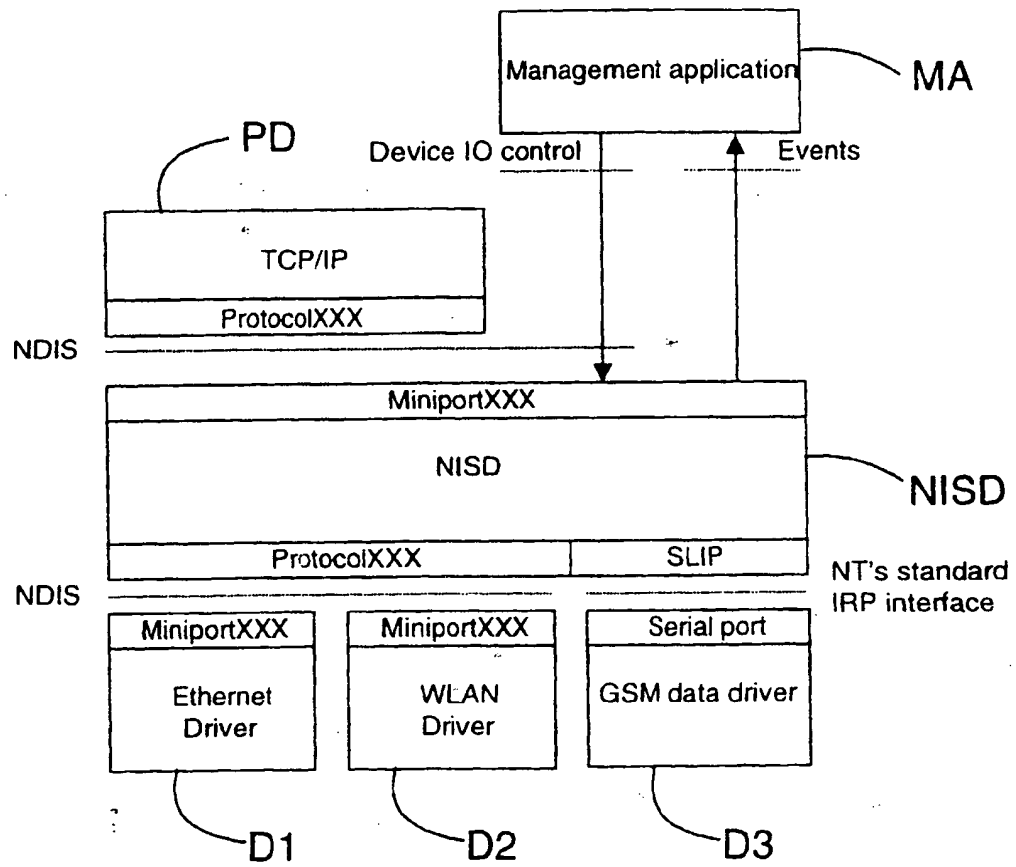 Management application
MA
PD
Device IO control
Events
TCP/IP
ProtocolXXX
NDIS
MiniportXXX
NISD
NISD
ProtocolXXX
SLIP
NDIS
NT's standard
IRP interface
MiniportXXX
MiniportXXX
Serial port
Ethernet
Driver
WLAN
Driver
GSM data driver
D1
D2
D3